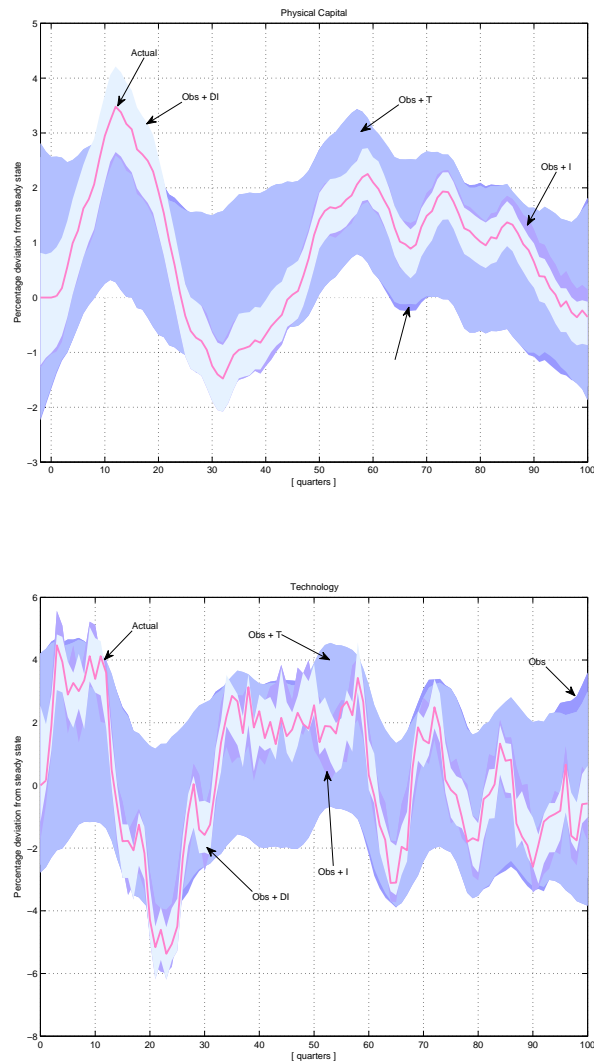 Physical Capital
5
4
3
2
1
0
−1
−2
−3
Percentage deviation from steady state
Actual
Obs + DI
Obs + T
Obs + I
0
10
20
30
40
50
60
70
80
90
100
[ quarters ]
Technology
6
4
2
0
−2
−4
−6
−8
Percentage deviation from steady state
Actual
Obs + T
Obs
Obs + I
Obs + DI
0
10
20
30
40
50
60
70
80
90
100
[ quarters ]